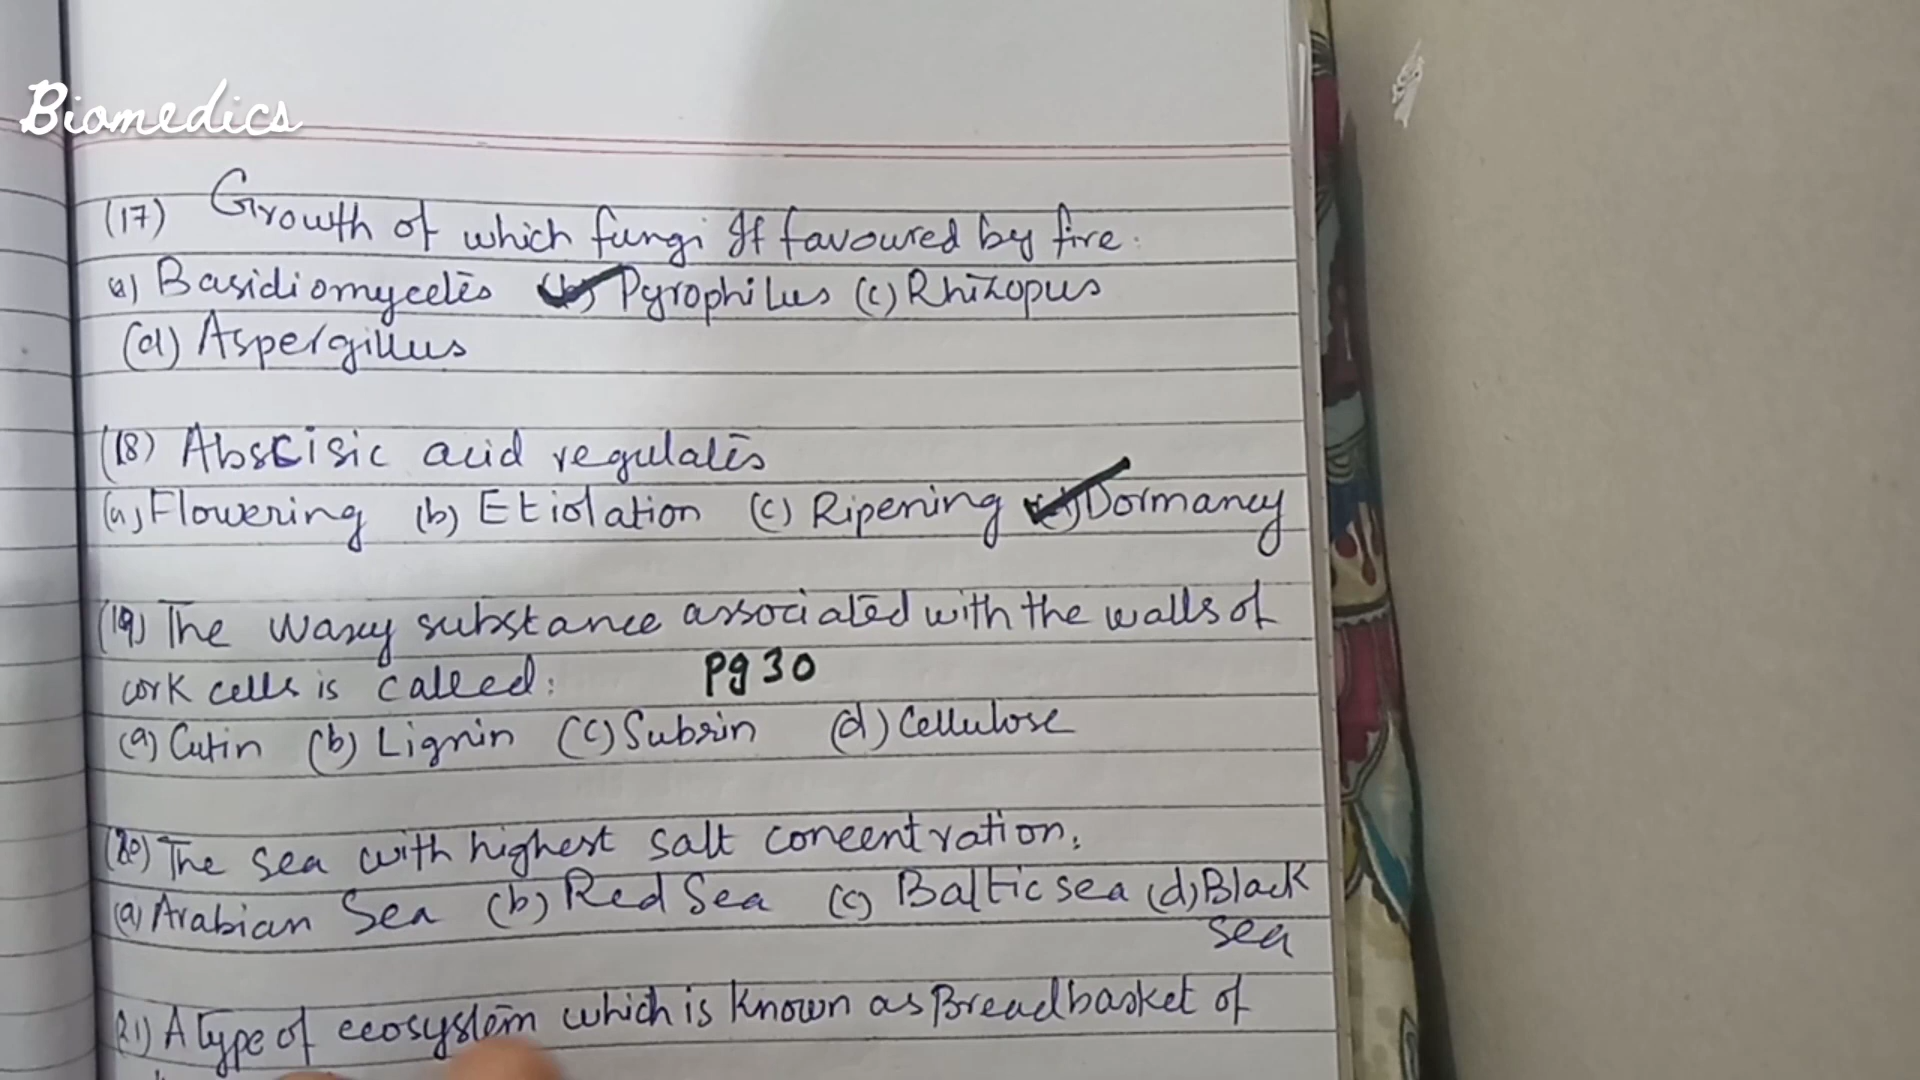 Biomedics
(17) Growth of which fungi If favoured by fire.
(a) Basidiomycetes (b) Pyrophilus (c) Rhizopus
(d) Aspergillus
(18) Abscisic acid regulates
(a) Flowering (b) Etiolation (c) Ripening (d) Dormancy
(19) The waxy substance associated with the walls of
cork cells is called: Pg 30
(a) Cutin (b) Lignin (c) Subrin (d) Cellulose
(20) The sea with highest salt concentration.
(a) Arabian Sea (b) Red Sea (c) Baltic sea (d) Black
sea
(21) A type of ecosystem which is known as Breadbasket of